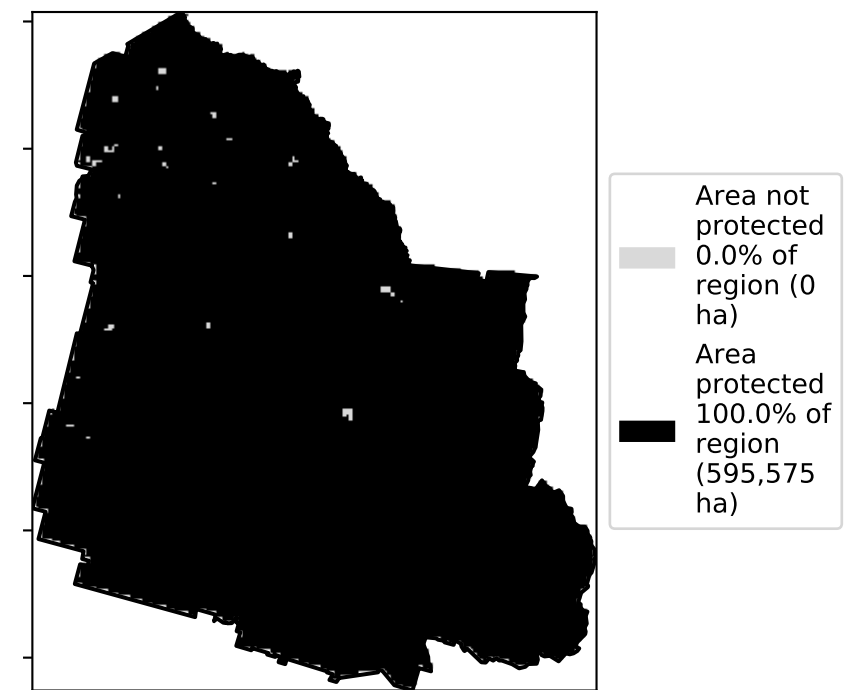 Area not
protected
0.0% of
region (0
ha)
Area
protected
100.0% of
region
(595,575
ha)